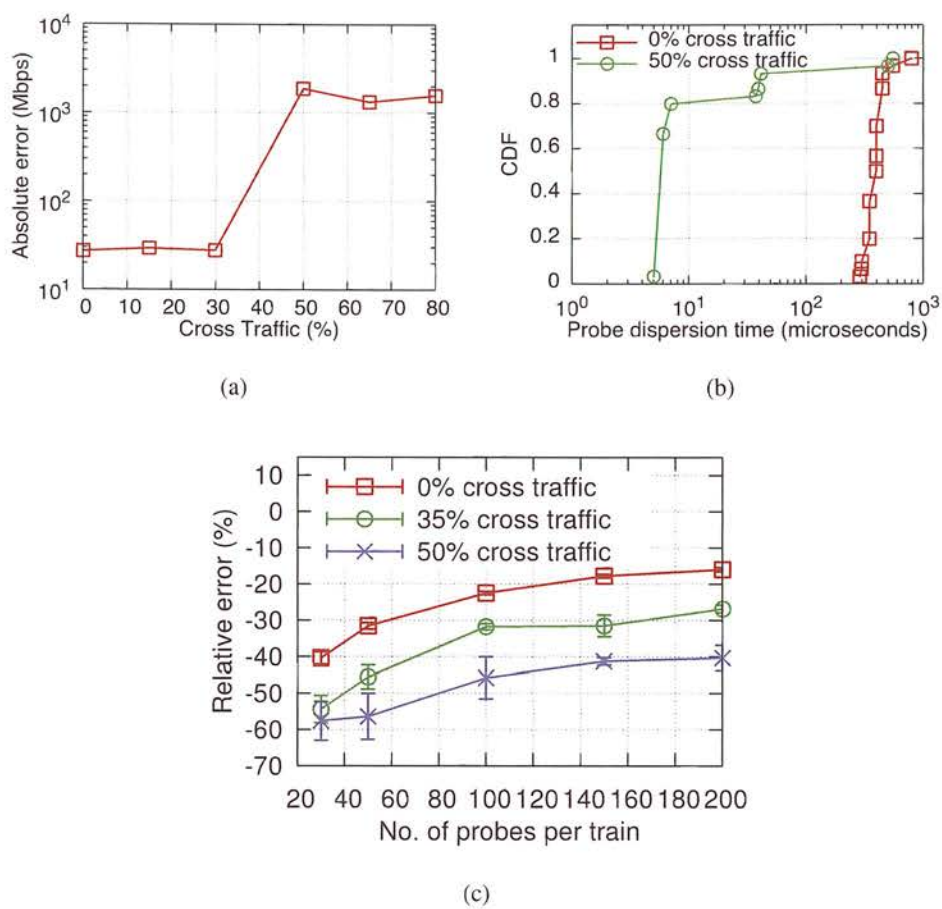 10^4
10^3
10^2
10^1
Absolute error (Mbps)
0 10 20 30 40 50 60 70 80
Cross Traffic (%)
(a)
0% cross traffic
50% cross traffic
1
0.8
0.6
0.4
0.2
0
CDF
10^0 10^1 10^2 10^3
Probe dispersion time (microseconds)
(b)
10
0
-10
-20
-30
-40
-50
-60
-70
Relative error (%)
0% cross traffic
35% cross traffic
50% cross traffic
20 40 60 80 100 120 140 160 180 200
No. of probes per train
(c)